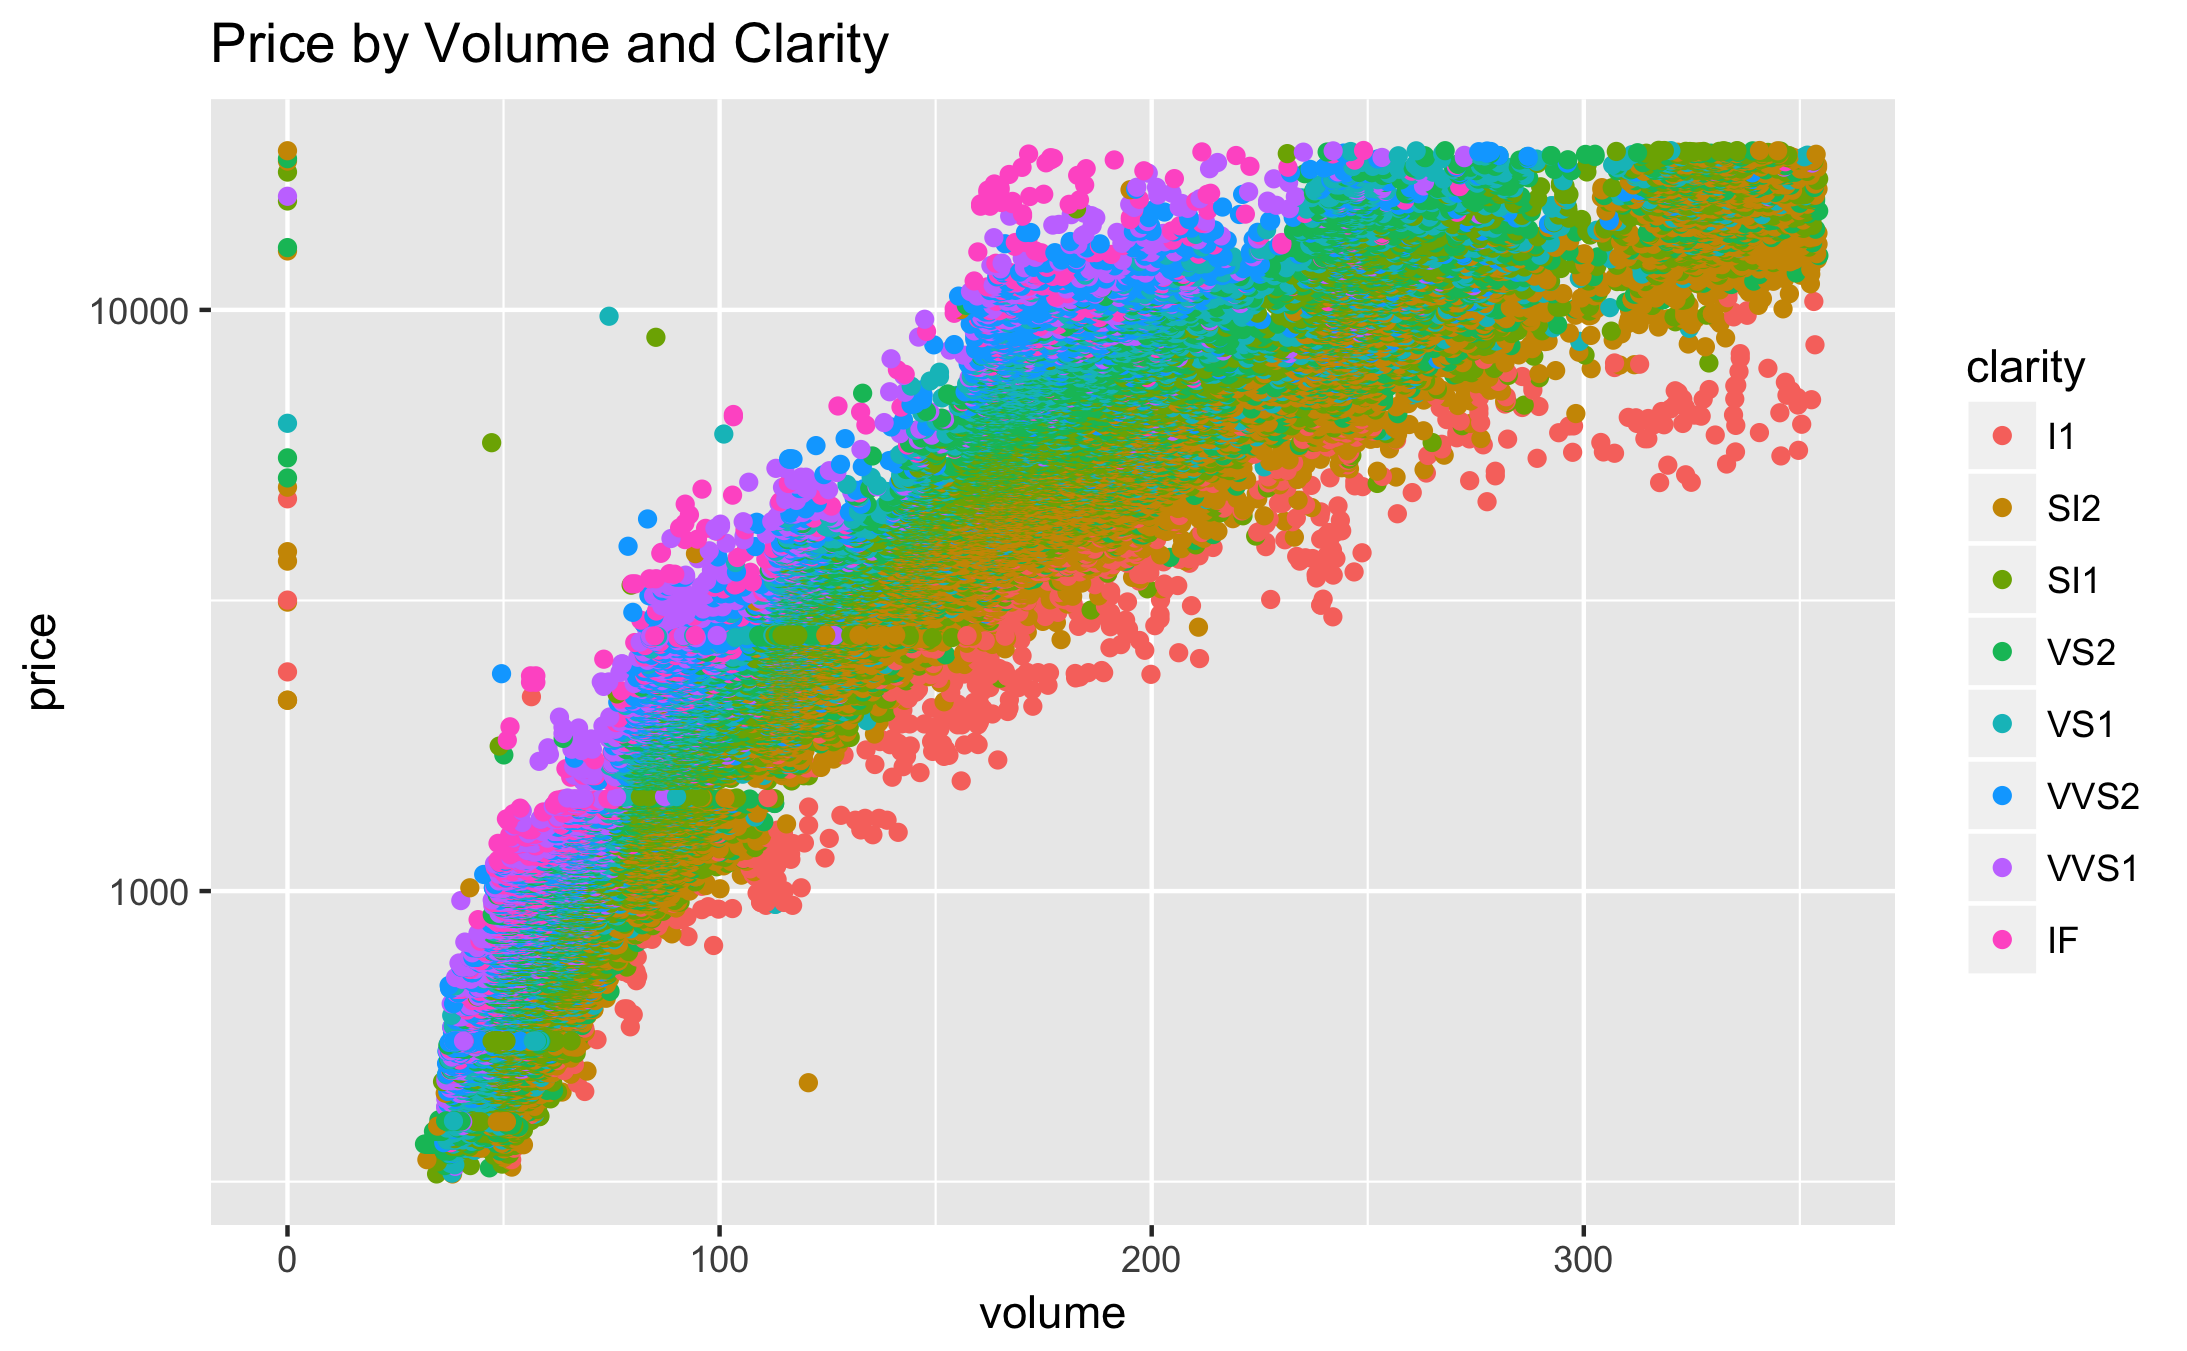 Price by Volume and Clarity
price
10000
1000
0 100 200 300
volume
clarity
I1
SI2
SI1
VS2
VS1
VVS2
VVS1
IF